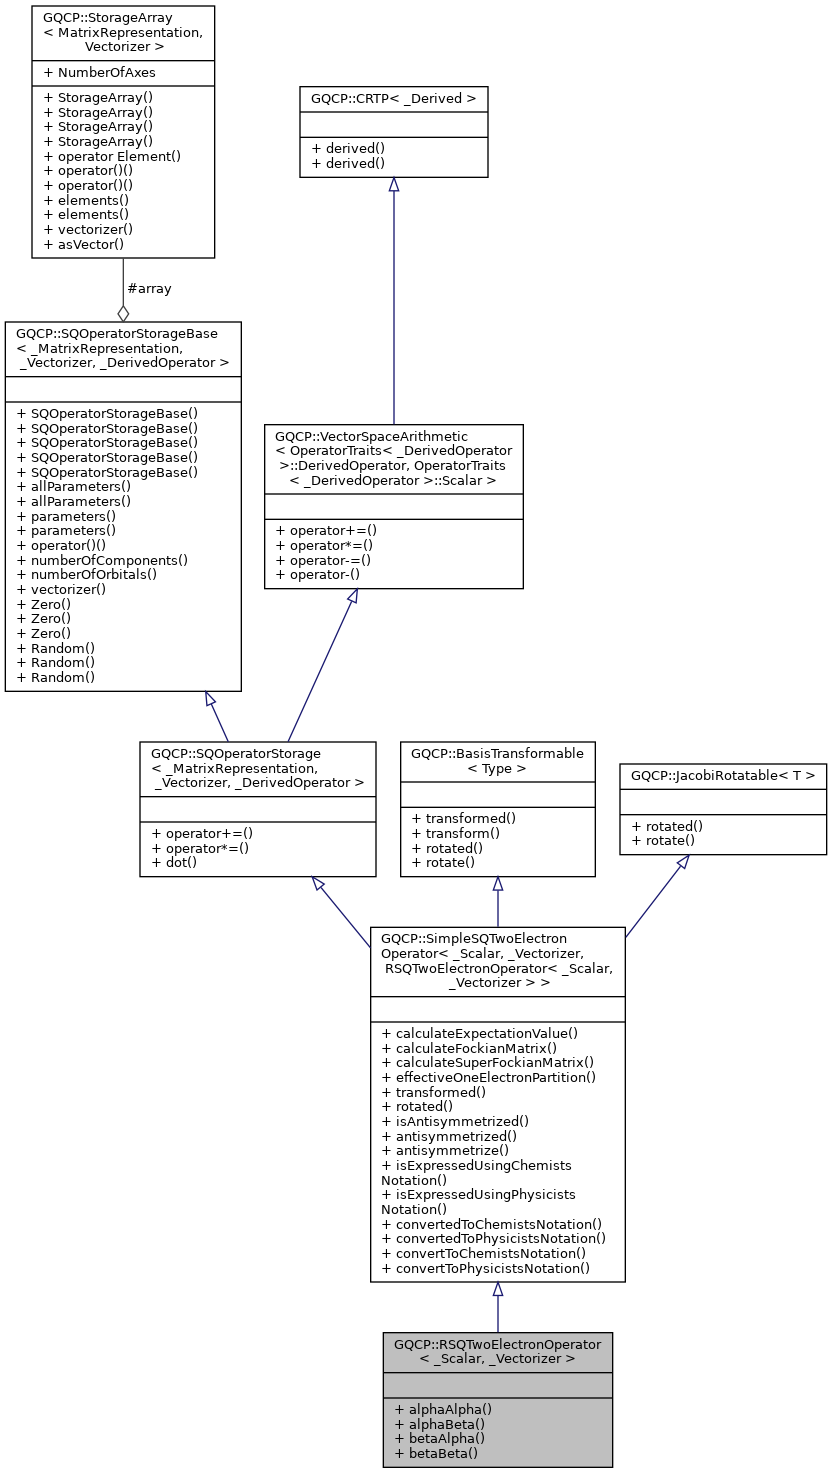 GQCP::StorageArray
< MatrixRepresentation,
Vectorizer >
+ NumberOfAxes
+ StorageArray()
+ StorageArray()
+ StorageArray()
+ StorageArray()
+ operator Element()
+ operator()()
+ operator()()
+ elements()
+ elements()
+ vectorizer()
+ asVector()
GQCP::CRTP< _Derived >
+ derived()
+ derived()
#array
GQCP::SQOperatorStorageBase
< _MatrixRepresentation,
_Vectorizer, _DerivedOperator >
+ SQOperatorStorageBase()
+ SQOperatorStorageBase()
+ SQOperatorStorageBase()
+ SQOperatorStorageBase()
+ SQOperatorStorageBase()
+ allParameters()
+ allParameters()
+ parameters()
+ parameters()
+ operator()()
+ numberOfComponents()
+ numberOfOrbitals()
+ vectorizer()
+ Zero()
+ Zero()
+ Zero()
+ Random()
+ Random()
+ Random()
GQCP::VectorSpaceArithmetic
< OperatorTraits< _DerivedOperator
>::DerivedOperator, OperatorTraits
< _DerivedOperator >::Scalar >
+ operator+=()
+ operator*=()
+ operator-=()
+ operator-()
GQCP::SQOperatorStorage
< _MatrixRepresentation,
_Vectorizer, _DerivedOperator >
+ operator+=()
+ operator*=()
+ dot()
GQCP::BasisTransformable
< Type >
+ transformed()
+ transform()
+ rotated()
+ rotate()
GQCP::JacobiRotatable< T >
+ rotated()
+ rotate()
GQCP::SimpleSQTwoElectron
Operator< _Scalar, _Vectorizer,
RSQTwoElectronOperator< _Scalar,
_Vectorizer > >
+ calculateExpectationValue()
+ calculateFockianMatrix()
+ calculateSuperFockianMatrix()
+ effectiveOneElectronPartition()
+ transformed()
+ rotated()
+ isAntisymmetrized()
+ antisymmetrized()
+ antisymmetrize()
+ isExpressedUsingChemists
Notation()
+ isExpressedUsingPhysicists
Notation()
+ convertedToChemistsNotation()
+ convertedToPhysicistsNotation()
+ convertToChemistsNotation()
+ convertToPhysicistsNotation()
GQCP::RSQTwoElectronOperator
< _Scalar, _Vectorizer >
+ alphaAlpha()
+ alphaBeta()
+ betaAlpha()
+ betaBeta()